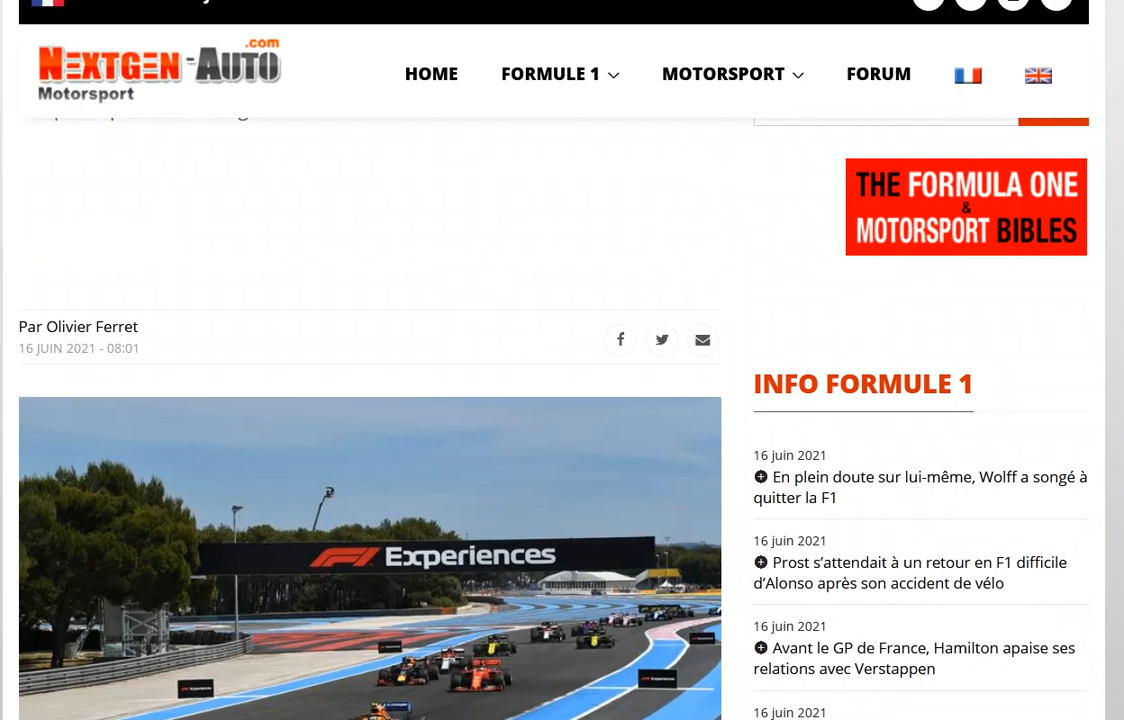 NEXTGEN-AUTO
.com
Motorsport
HOME
FORMULE 1
MOTORSPORT
FORUM
THE FORMULA ONE
&
MOTORSPORT BIBLES
Par Olivier Ferret
16 JUIN 2021 - 08:01
F1 Experiences
INFO FORMULE 1
16 juin 2021
En plein doute sur lui-même, Wolff a songé à
quitter la F1
16 juin 2021
Prost s’attendait à un retour en F1 difficile
d’Alonso après son accident de vélo
16 juin 2021
Avant le GP de France, Hamilton apaise ses
relations avec Verstappen
16 juin 2021